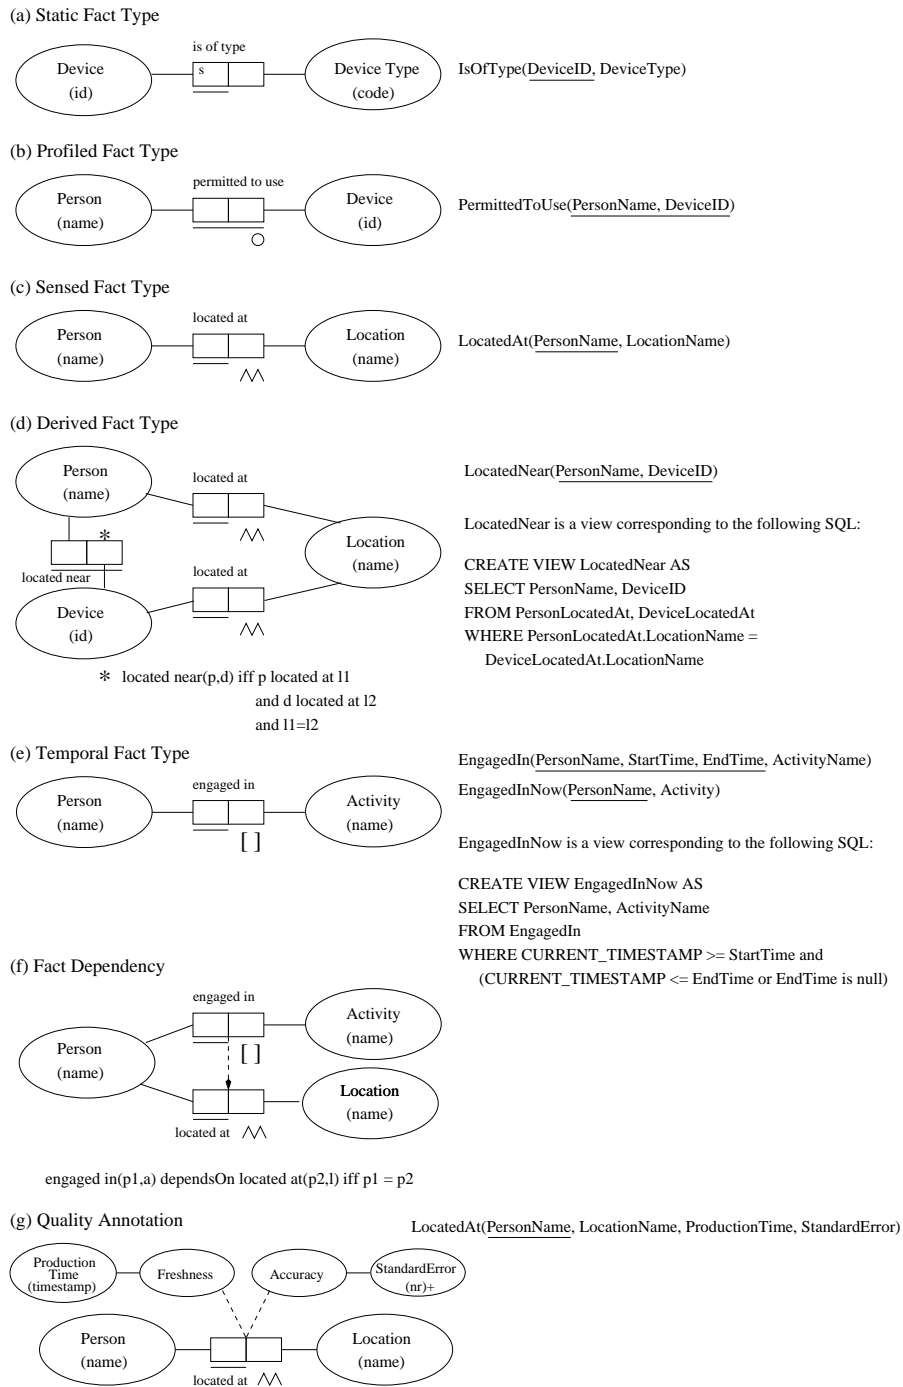 (a) Static Fact Type
is of type
Device
(id)
s
Device Type
(code)
IsOfType(DeviceID, DeviceType)
(b) Profiled Fact Type
permitted to use
Person
(name)
Device
(id)
PermittedToUse(PersonName, DeviceID)
(c) Sensed Fact Type
located at
Person
(name)
Location
(name)
LocatedAt(PersonName, LocationName)
(d) Derived Fact Type
Person
(name)
located at
*
located near
Location
(name)
located at
Device
(id)
* located near(p,d) iff p located at l1
and d located at l2
and l1=l2
LocatedNear(PersonName, DeviceID)
LocatedNear is a view corresponding to the following SQL:
CREATE VIEW LocatedNear AS
SELECT PersonName, DeviceID
FROM PersonLocatedAt, DeviceLocatedAt
WHERE PersonLocatedAt.LocationName =
DeviceLocatedAt.LocationName
(e) Temporal Fact Type
engaged in
Person
(name)
[ ]
Activity
(name)
EngagedIn(PersonName, StartTime, EndTime, ActivityName)
EngagedInNow(PersonName, Activity)
EngagedInNow is a view corresponding to the following SQL:
CREATE VIEW EngagedInNow AS
SELECT PersonName, ActivityName
FROM EngagedIn
WHERE CURRENT_TIMESTAMP >= StartTime and
(CURRENT_TIMESTAMP <= EndTime or EndTime is null)
(f) Fact Dependency
engaged in
Activity
(name)
Person
(name)
[ ]
Location
(name)
located at
engaged in(p1,a) dependsOn located at(p2,l) iff p1 = p2
(g) Quality Annotation
LocatedAt(PersonName, LocationName, ProductionTime, StandardError)
Production
Time
(timestamp)
Freshness
Accuracy
StandardError
(nr)+
Person
(name)
Location
(name)
located at